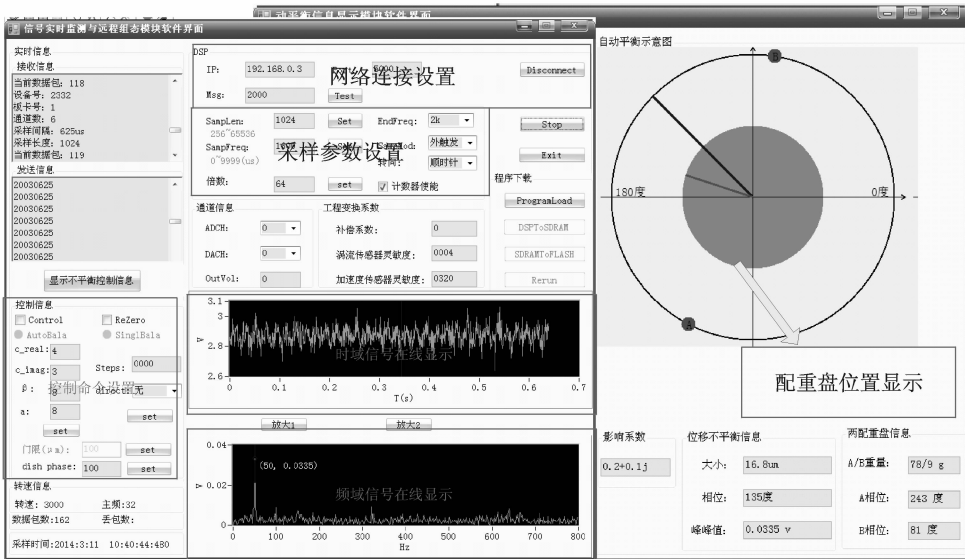 动平衡信息显示模块软件界面
信号实时监测与远程组态模块软件界面
实时信息
接收信息
当前数据包: 118
设备号: 2332
板卡号: 1
通道数: 6
采样间隔: 625us
采样长度: 1024
当前数据包: 119
发送信息
20030625
20030625
20030625
20030625
20030625
20030625
20030625
显示不平衡控制信息
控制信息
Control
ReZero
AutoBala
SinglBala
c_real: 4
c_imag: 3
Steps: 0000
β: 8
direct: 无
控制命令设置
a: 8
set
set
门限(μm): 100 set
dish phase: 100 set
转速信息
转速: 3000 主频:32
数据包数:162 丢包数:
采样时间:2014:3:11 10:40:44:480
DSP
IP: 192.168.0.3
网络连接设置
Disconnect
Msg: 2000 Test
SampLen: 1024 Set
256~65536
EndFreq: 2k
SampFreq:
0~9999(us)
外触发
采样参数设置
转向: 顺时针
倍数: 64 set
计数器使能
Stop
Exit
程序下载
ProgramLoad
DSPToSDRAM
SDRAMToFLASH
Rerun
通道信息
ADCH: 0
DACH: 0
OutVol: 0
工程变换系数
补偿系数: 0
涡流传感器灵敏度: 0004
加速度传感器灵敏度: 0320
3.1
3
2.8
2.6
V
时域信号在线显示
0 0.1 0.2 0.3 0.4 0.5 0.6 0.7
T(s)
放大1
放大2
0.04
0.02
0
V
(50, 0.0335)
频域信号在线显示
0 100 200 300 400 500 600 700 800
Hz
自动平衡示意图
B
180度
0度
A
配重盘位置显示
影响系数
0.2+0.1j
位移不平衡信息
大小: 16.8um
相位: 135度
峰峰值: 0.0335 v
两配重盘信息
A/B重量: 78/9 g
A相位: 243 度
B相位: 81 度